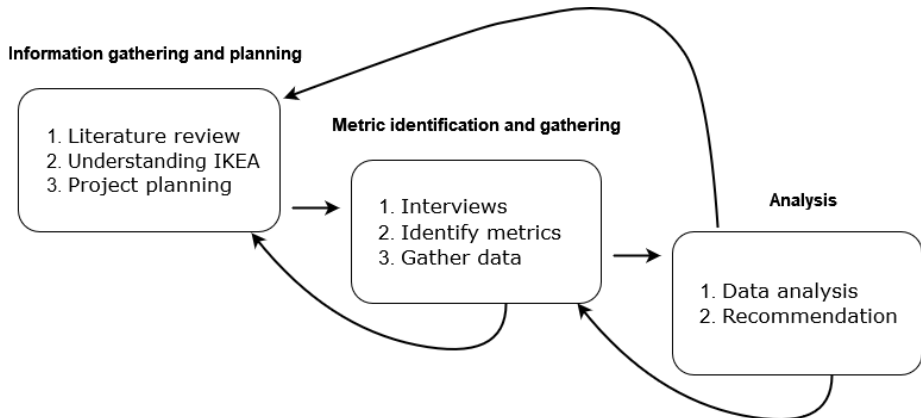 Information gathering and planning
1. Literature review
2. Understanding IKEA
3. Project planning
Metric identification and gathering
1. Interviews
2. Identify metrics
3. Gather data
Analysis
1. Data analysis
2. Recommendation